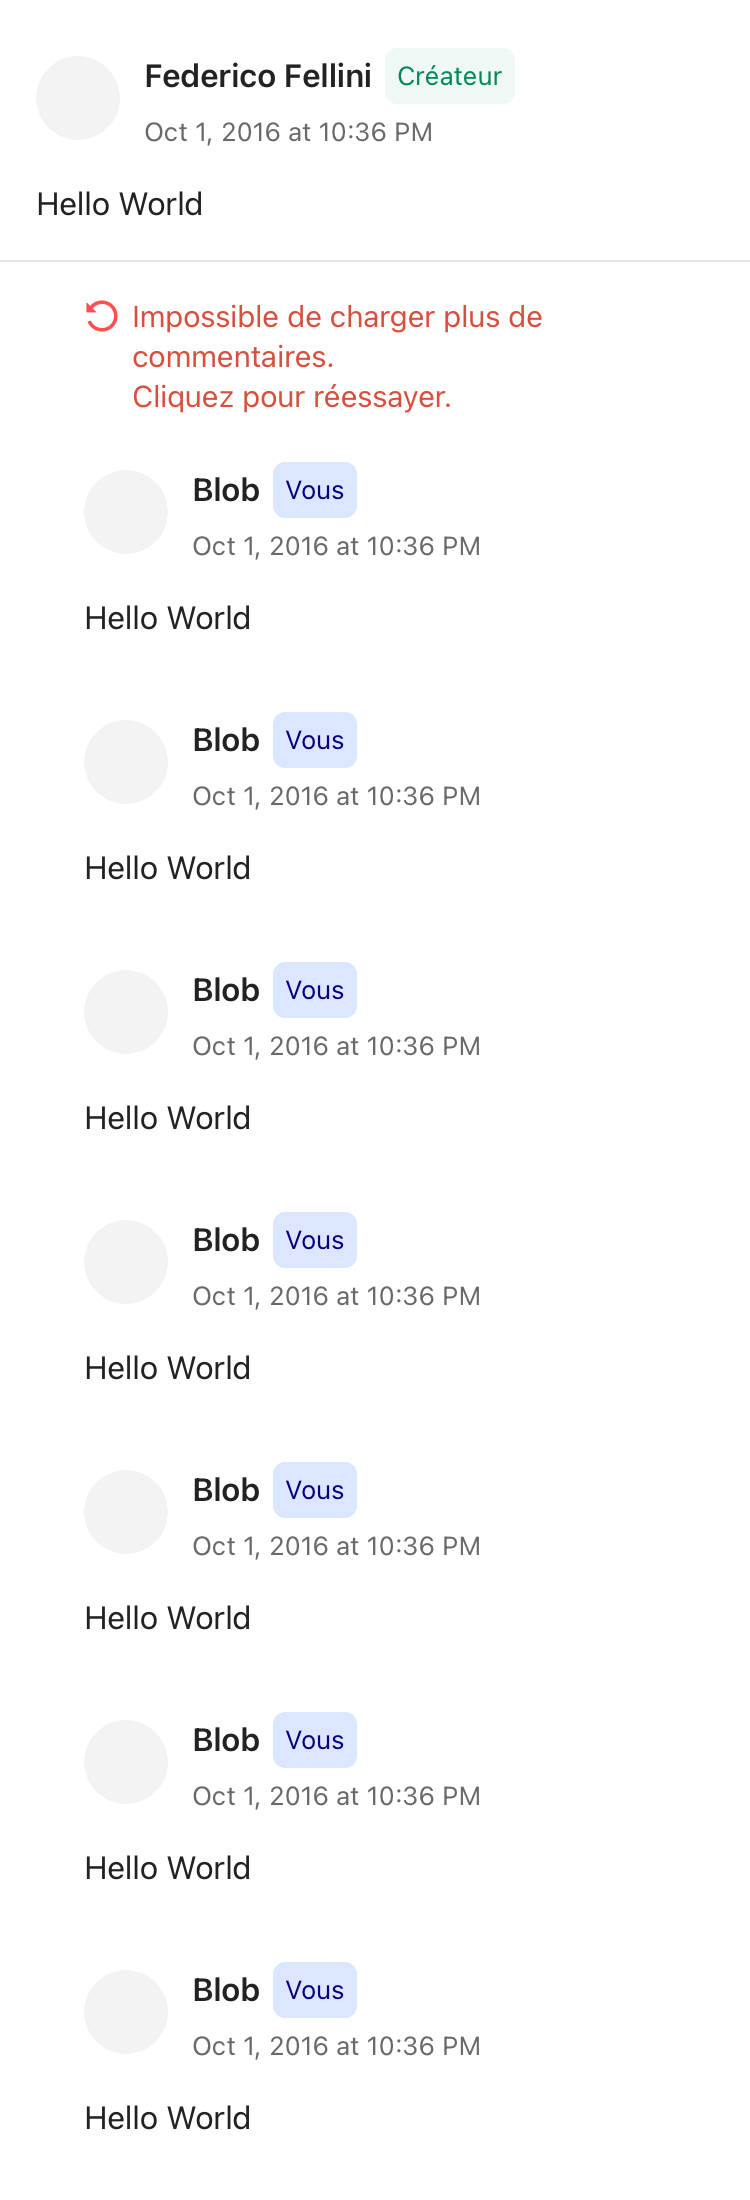 Federico Fellini Créateur
Oct 1, 2016 at 10:36 PM
Hello World
Impossible de charger plus de
commentaires.
Cliquez pour réessayer.
Blob Vous
Oct 1, 2016 at 10:36 PM
Hello World
Blob Vous
Oct 1, 2016 at 10:36 PM
Hello World
Blob Vous
Oct 1, 2016 at 10:36 PM
Hello World
Blob Vous
Oct 1, 2016 at 10:36 PM
Hello World
Blob Vous
Oct 1, 2016 at 10:36 PM
Hello World
Blob Vous
Oct 1, 2016 at 10:36 PM
Hello World
Blob Vous
Oct 1, 2016 at 10:36 PM
Hello World